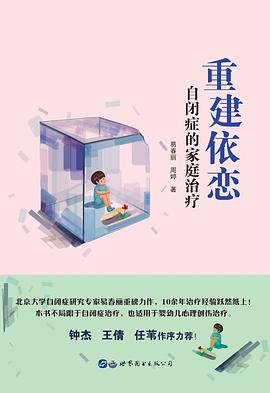 重建依恋
自闭症的家庭治疗
易春丽 周婷 著
北京大学自闭症研究专家易春丽重磅力作，10余年治疗经验跃然纸上！
本书不局限于自闭症治疗，也适用于婴幼儿心理创伤治疗。
钟杰 王倩 任苇作序力荐！
世界图书出版公司